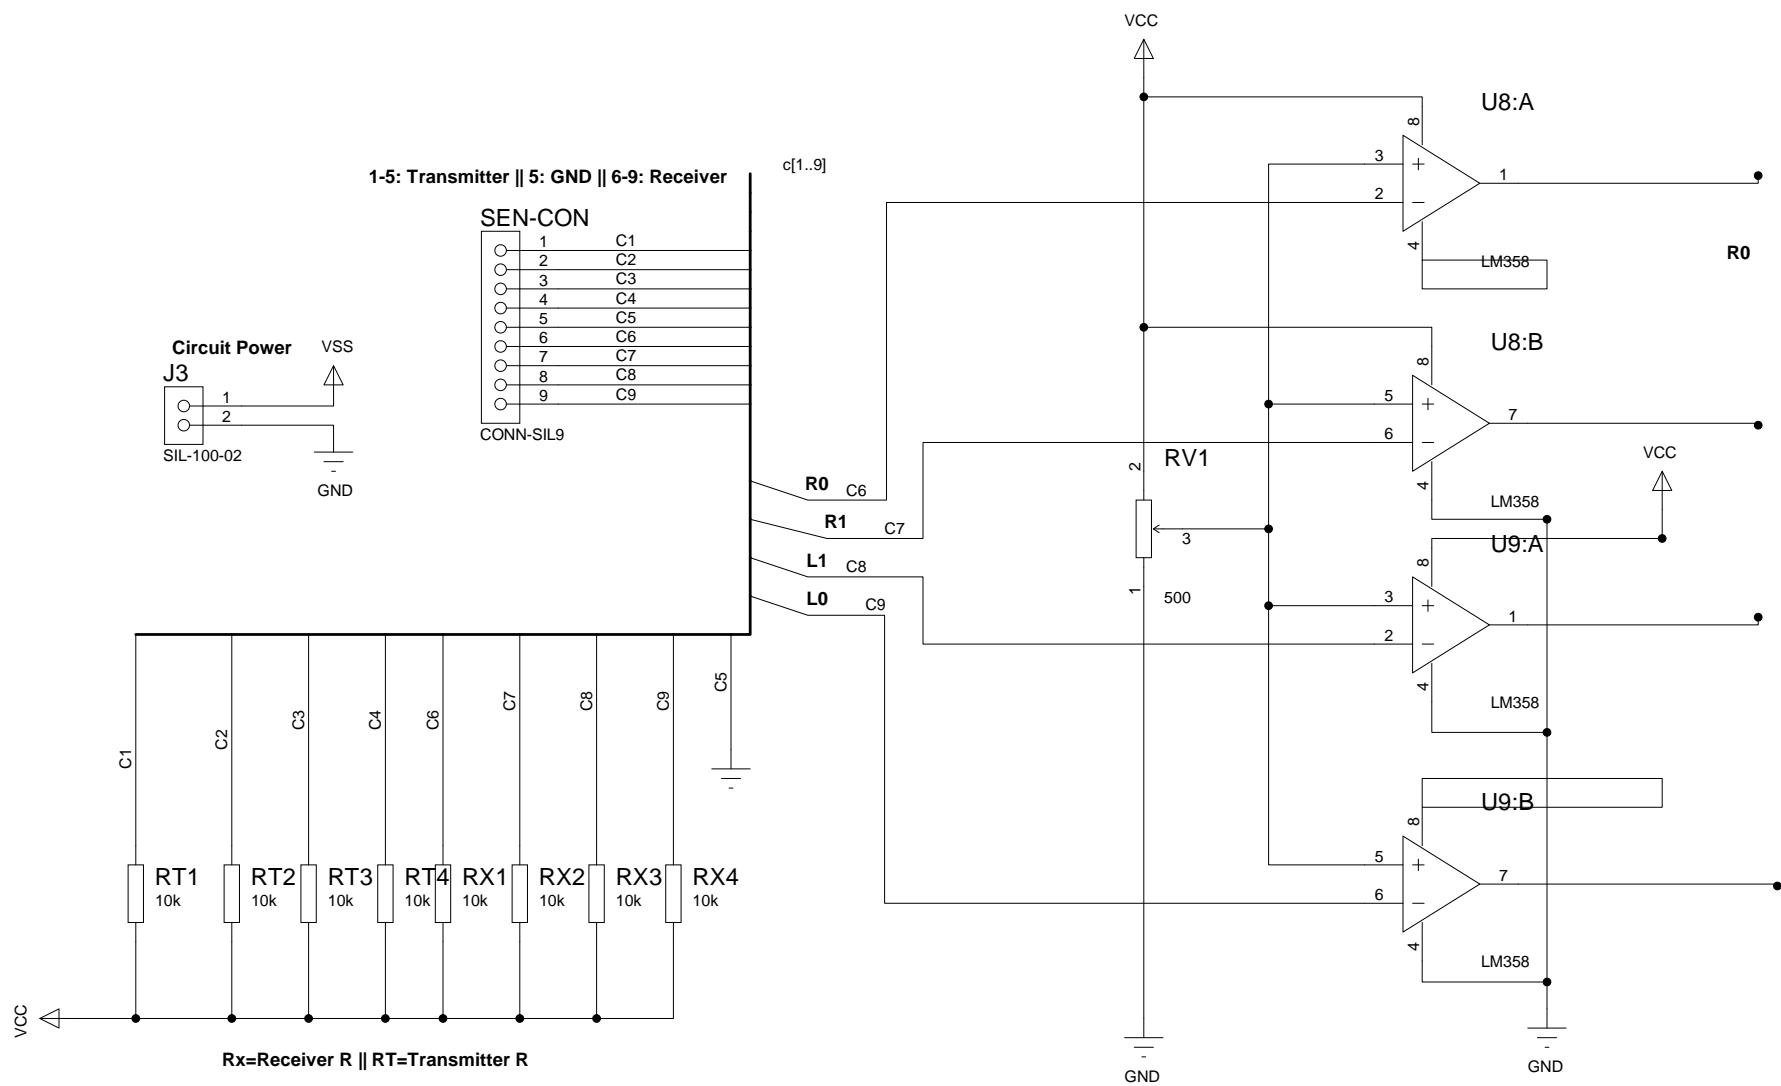 VCC
U8:A
8
c[1..9]
3
+
1
1-5: Transmitter || 5: GND || 6-9: Receiver
2
−
SEN-CON
1 C1
2 C2
3 C3
4 C4
5 C5
6 C6
7 C7
8 C8
9 C9
CONN-SIL9
4
LM358
R0
Circuit Power
VSS
J3
1
2
SIL-100-02
GND
U8:B
8
5
+
7
6
−
4
LM358
VCC
RV1
2
3
1
500
R0 C6
R1 C7
L1 C8
L0 C9
U9:A
8
3
+
1
2
−
4
LM358
C1
C2
C3
C4
C6
C7
C8
C9
C5
U9:B
8
5
+
7
6
−
4
LM358
RT1 RT2 RT3 RT4 RX1 RX2 RX3 RX4
10k 10k 10k 10k 10k 10k 10k 10k
VCC
Rx=Receiver R || RT=Transmitter R
GND
GND